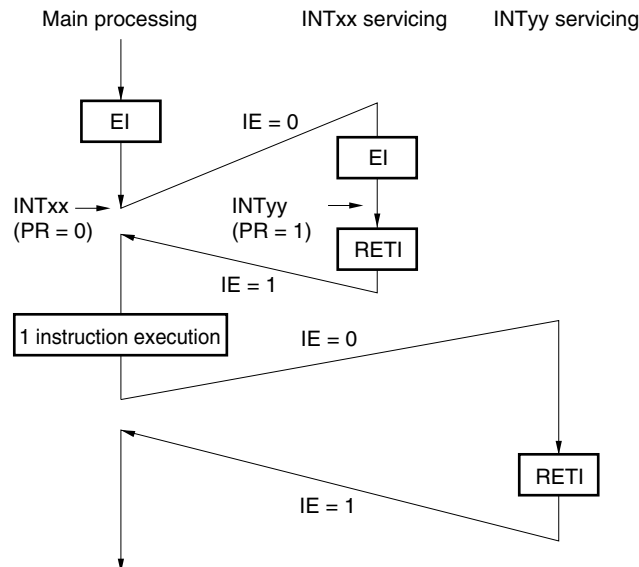 Main processing
INTxx servicing
INTyy servicing
EI
IE = 0
EI
INTxx
(PR = 0)
INTyy
(PR = 1)
RETI
IE = 1
1 instruction execution
IE = 0
RETI
IE = 1